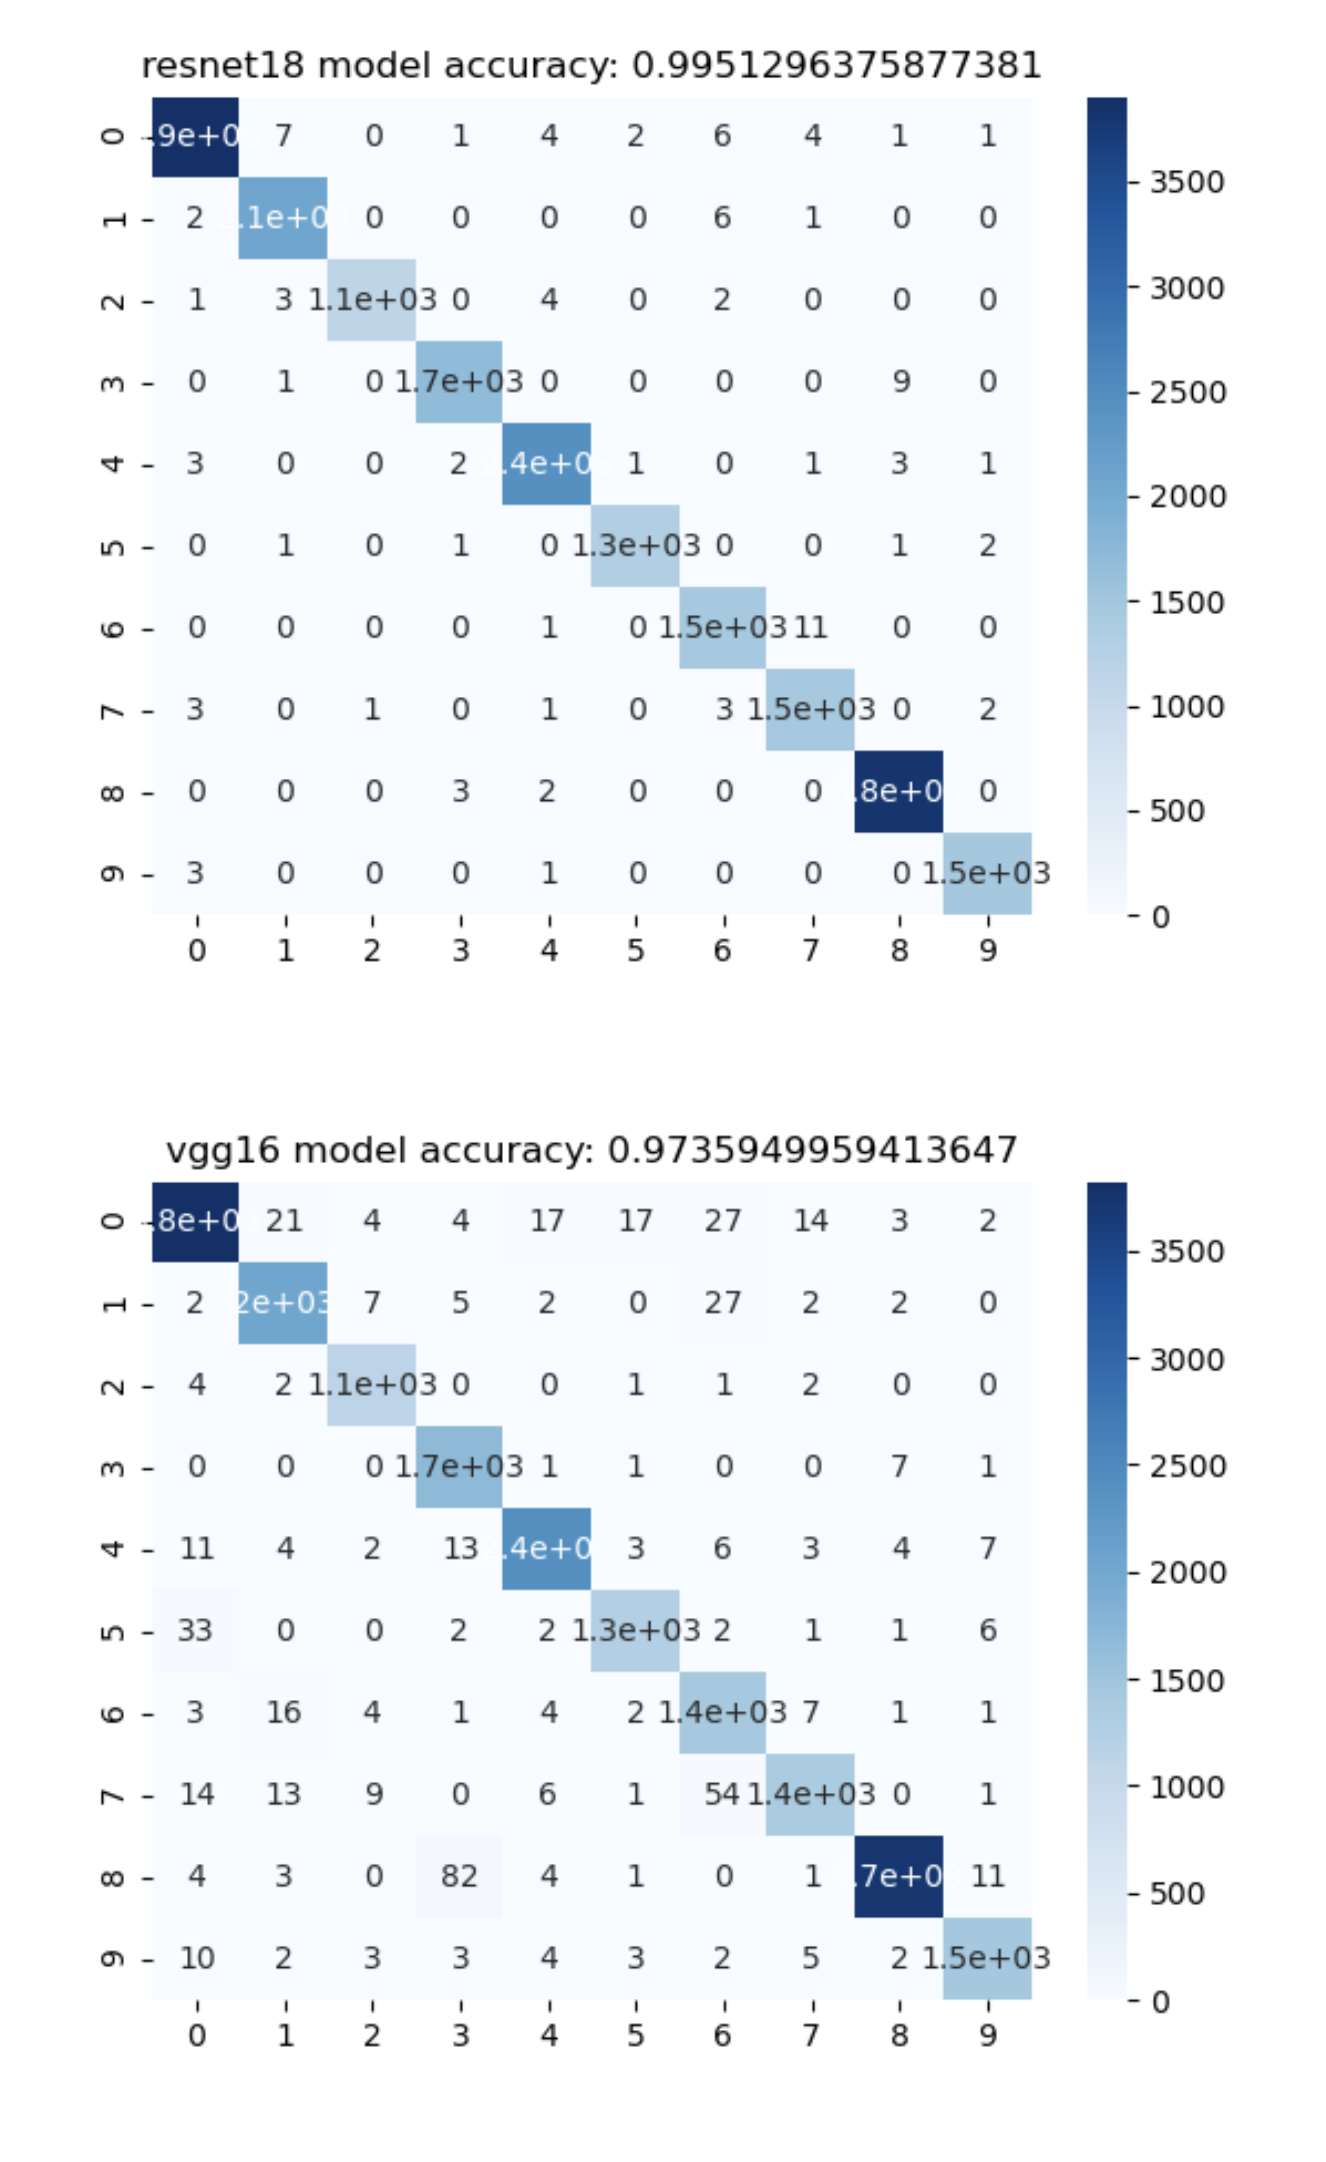 resnet18 model accuracy: 0.9951296375877381
0 .9e+0 7 0 1 4 2 6 4 1 1
1 2 .1e+0 0 0 0 0 6 1 0 0 3500
2 1 3 1.1e+03 0 4 0 2 0 0 0 3000
3 0 1 0 1.7e+03 0 0 0 0 9 0 2500
4 3 0 0 2 2.4e+0 1 0 1 3 1 2000
5 0 1 0 1 0 1.3e+03 0 0 1 2
6 0 0 0 0 1 0 1.5e+03 11 0 0 1500
7 3 0 1 0 1 0 3 1.5e+03 0 2 1000
8 0 0 0 3 2 0 0 0 .8e+0 0 500
9 3 0 0 0 1 0 0 0 0 1.5e+03 0
0 1 2 3 4 5 6 7 8 9
vgg16 model accuracy: 0.9735949959413647
0 .8e+0 21 4 4 17 17 27 14 3 2
1 2 2e+03 7 5 2 0 27 2 2 0 3500
2 4 2 1.1e+03 0 0 1 1 2 0 0 3000
3 0 0 0 1.7e+03 1 1 0 0 7 1 2500
4 11 4 2 13 .4e+0 3 6 3 4 7 2000
5 33 0 0 2 2 1.3e+03 2 1 1 6
6 3 16 4 1 4 2 1.4e+03 7 1 1 1500
7 14 13 9 0 6 1 54 1.4e+03 0 1 1000
8 4 3 0 82 4 1 0 1 .7e+0 11 500
9 10 2 3 3 4 3 2 5 2 1.5e+03 0
0 1 2 3 4 5 6 7 8 9